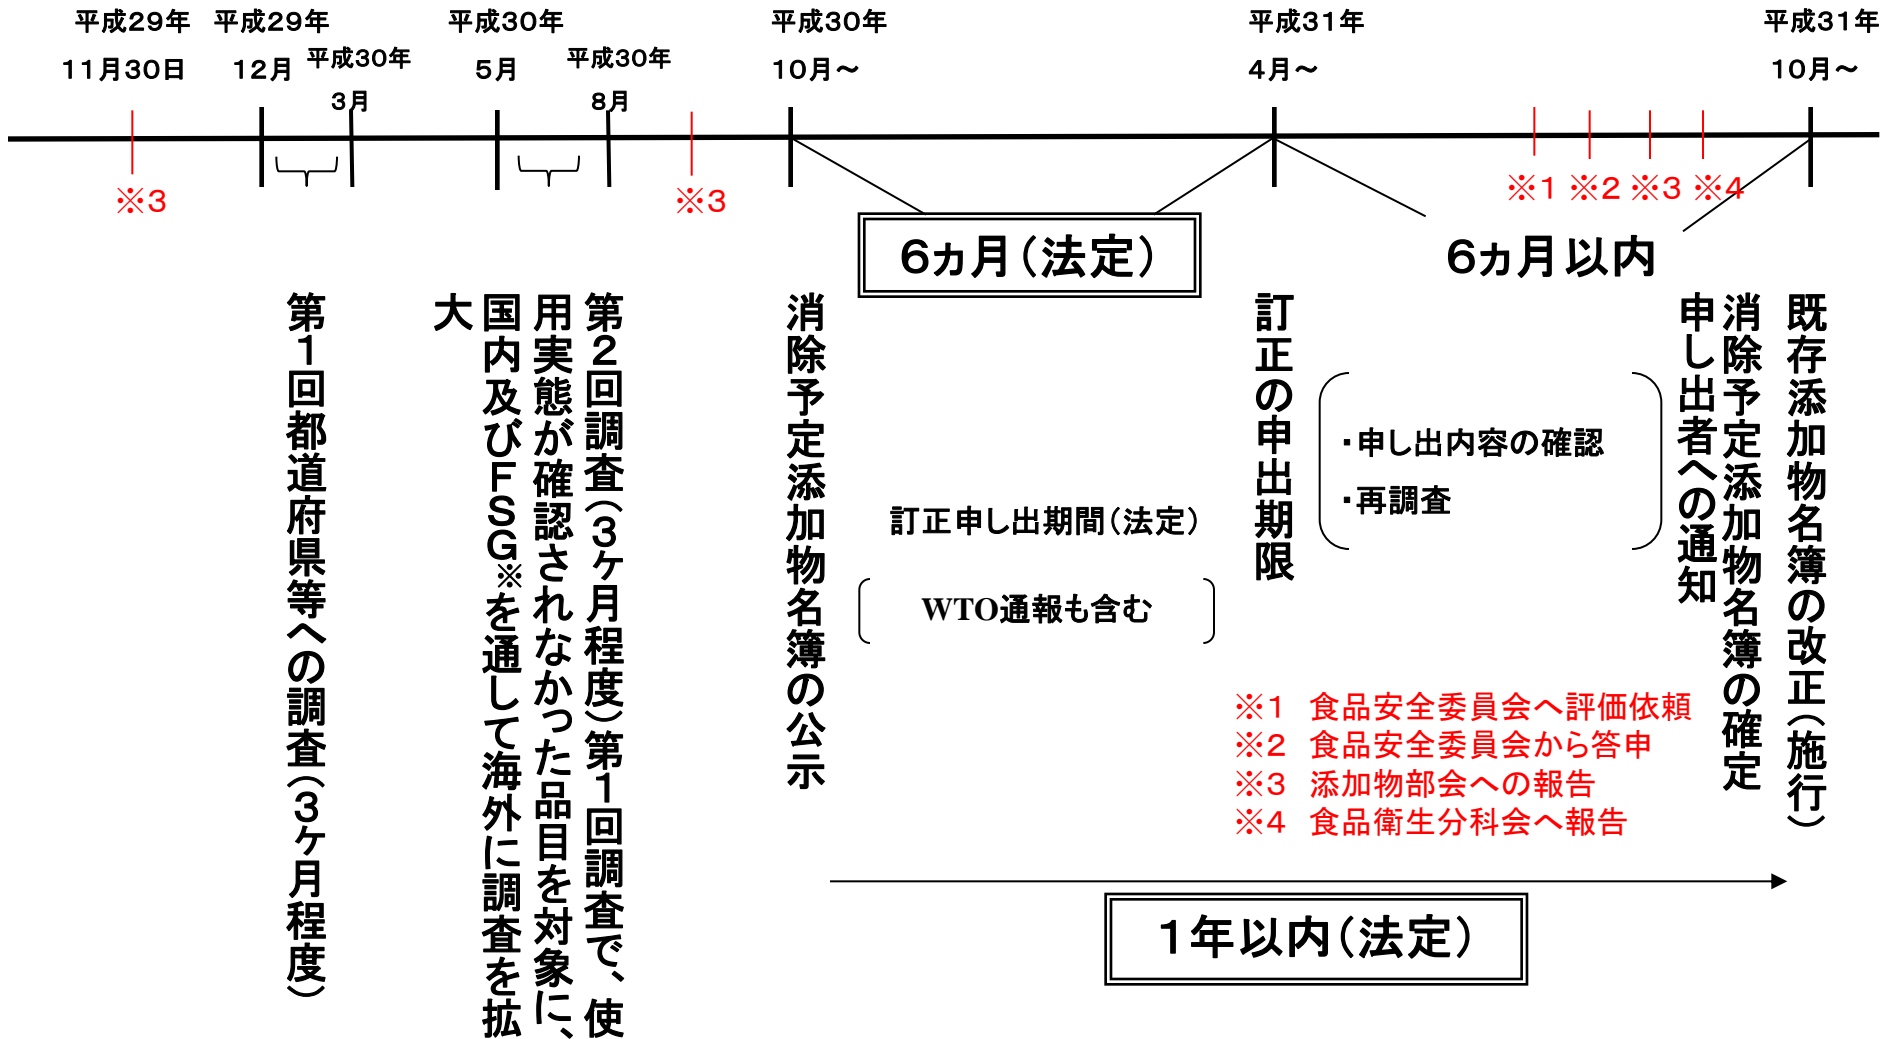 平成29年
11月30日
平成29年
12月
平成30年
3月
平成30年
5月
平成30年
8月
平成30年
10月～
平成31年
4月～
平成31年
10月～
※3
※3
※1
※2
※3
※4
6ヵ月（法定）
6ヵ月以内
第１回都道府県等への調査（３ヶ月程度）
第２回調査（３ヶ月程度）第１回調査で、使
用実態が確認されなかった品目を対象に、
国内及びＦＳＧ※を通して海外に調査を拡
大
消除予定添加物名簿の公示
訂正申し出期間（法定）
WTO通報も含む
訂正の申出期限
・申し出内容の確認
・再調査
消除予定添加物名簿の確定
申し出者への通知
既存添加物名簿の改正（施行）
※1　食品安全委員会へ評価依頼
※2　食品安全委員会から答申
※3　添加物部会への報告
※4　食品衛生分科会へ報告
1年以内（法定）